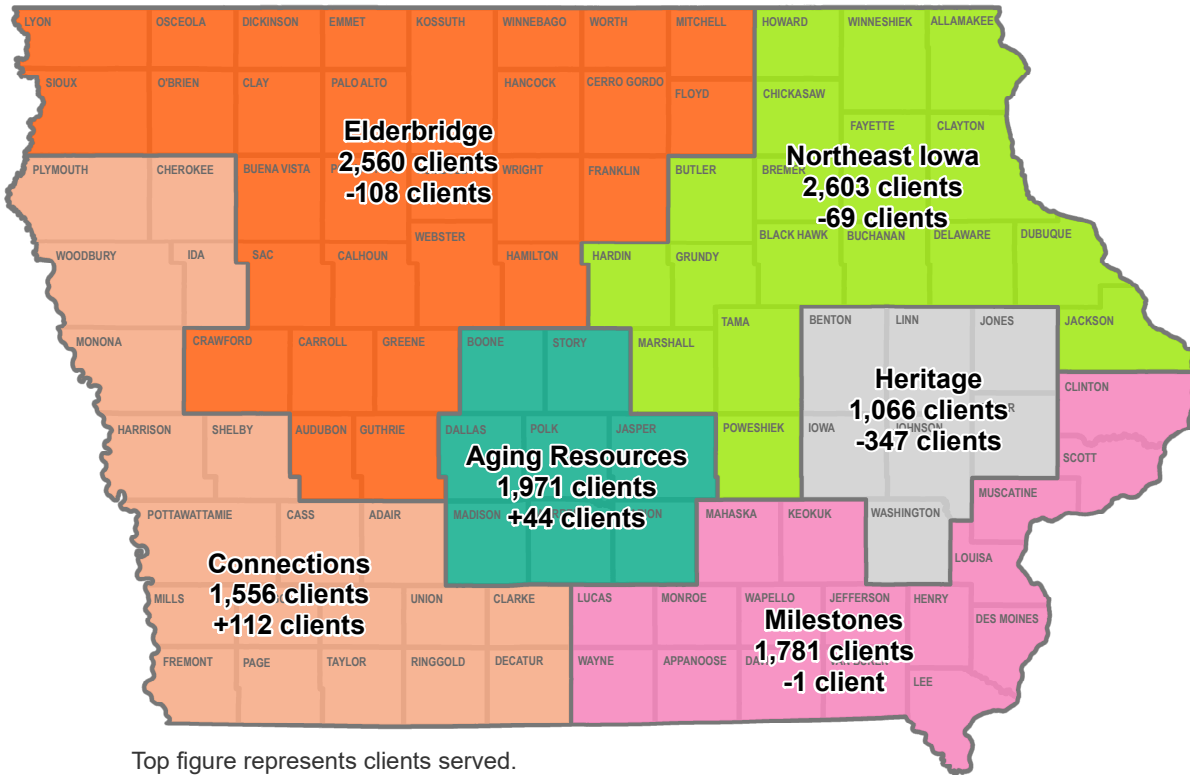 LYON OSCEOLA DICKINSON EMMET KOSSUTH WINNEBAGO WORTH MITCHELL HOWARD WINNESHIEK ALLAMAKEE
SIOUX O'BRIEN CLAY PALO ALTO HANCOCK CERRO GORDO FLOYD CHICKASAW
FAYETTE CLAYTON
Elderbridge
2,560 clients
-108 clients
Northeast Iowa
2,603 clients
-69 clients
PLYMOUTH CHEROKEE BUENA VISTA WRIGHT FRANKLIN BUTLER BREMER
WOODBURY IDA SAC CALHOUN WEBSTER HAMILTON HARDIN GRUNDY BLACK HAWK BUCHANAN DELAWARE DUBUQUE
MONONA CRAWFORD CARROLL GREENE BOONE STORY MARSHALL TAMA BENTON LINN JONES JACKSON
Heritage
1,066 clients
-347 clients
CLINTON
HARRISON SHELBY AUDUBON GUTHRIE DALLAS POLK JASPER POWESHIEK IOWA JOHNSON
SCOTT
Aging Resources
1,971 clients
+44 clients
MUSCATINE
POTTAWATTAMIE CASS ADAIR MADISON MAHASKA KEOKUK WASHINGTON
LOUISA
Connections
1,556 clients
+112 clients
MILLS UNION CLARKE LUCAS MONROE WAPELLO JEFFERSON HENRY
DES MOINES
Milestones
1,781 clients
-1 client
FREMONT PAGE TAYLOR RINGGOLD DECATUR WAYNE APPANOOSE
LEE
Top figure represents clients served.